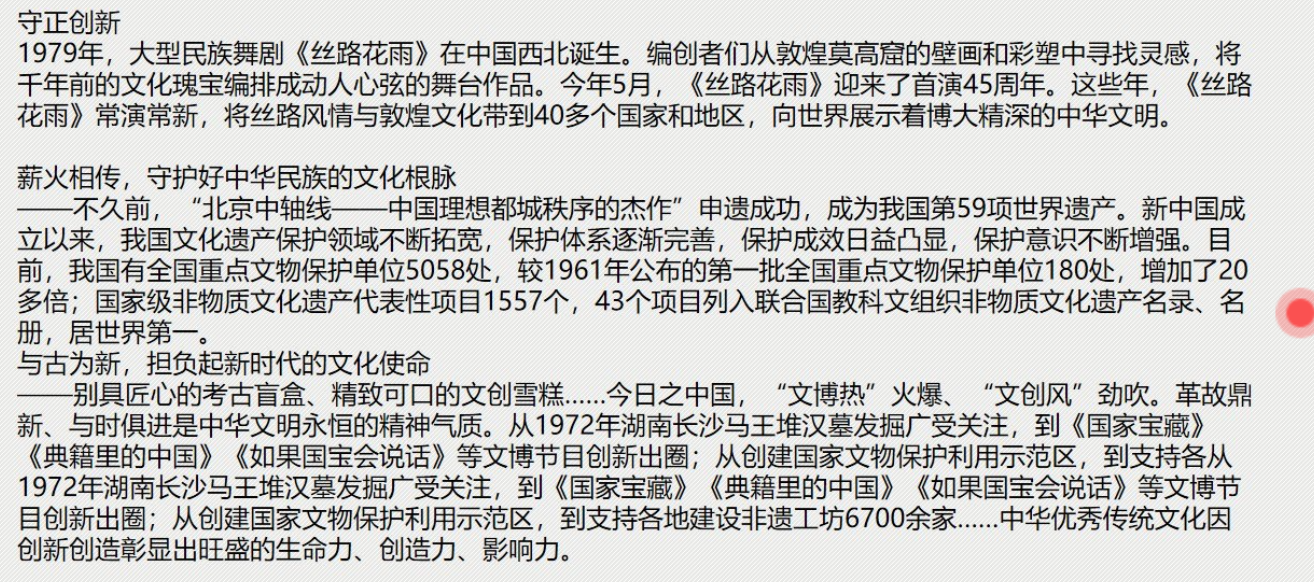 守正创新
1979年，大型民族舞剧《丝路花雨》在中国西北诞生。编创者们从敦煌莫高窟的壁画和彩塑中寻找灵感，将
千年前的文化瑰宝编排成动人心弦的舞台作品。今年5月，《丝路花雨》迎来了首演45周年。这些年，《丝路
花雨》常演常新，将丝路风情与敦煌文化带到40多个国家和地区，向世界展示着博大精深的中华文明。
薪火相传，守护好中华民族的文化根脉
——不久前，“北京中轴线——中国理想都城秩序的杰作”申遗成功，成为我国第59项世界遗产。新中国成
立以来，我国文化遗产保护领域不断拓宽，保护体系逐渐完善，保护成效日益凸显，保护意识不断增强。目
前，我国有全国重点文物保护单位5058处，较1961年公布的第一批全国重点文物保护单位180处，增加了20
多倍；国家级非物质文化遗产代表性项目1557个，43个项目列入联合国教科文组织非物质文化遗产名录、名
册，居世界第一。
与古为新，担负起新时代的文化使命
——别具匠心的考古盲盒、精致可口的文创雪糕……今日之中国，“文博热”火爆、“文创风”劲吹。革故鼎
新、与时俱进是中华文明永恒的精神气质。从1972年湖南长沙马王堆汉墓发掘广受关注，到《国家宝藏》
《典籍里的中国》《如果国宝会说话》等文博节目创新出圈；从创建国家文物保护利用示范区，到支持各从
1972年湖南长沙马王堆汉墓发掘广受关注，到《国家宝藏》《典籍里的中国》《如果国宝会说话》等文博节
目创新出圈；从创建国家文物保护利用示范区，到支持各地建设非遗工坊6700余家……中华优秀传统文化因
创新创造彰显出旺盛的生命力、创造力、影响力。